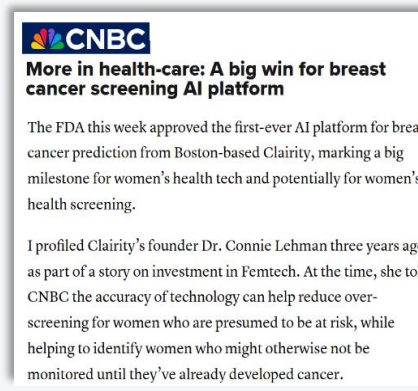 CNBC
More in health-care: A big win for breast
cancer screening AI platform
The FDA this week approved the first-ever AI platform for brea
cancer prediction from Boston-based Clairity, marking a big
milestone for women's health tech and potentially for women's
health screening.
I profiled Clairity's founder Dr. Connie Lehman three years ag
as part of a story on investment in Femtech. At the time, she to
CNBC the accuracy of technology can help reduce over-
screening for women who are presumed to be at risk, while
helping to identify women who might otherwise not be
monitored until they've already developed cancer.